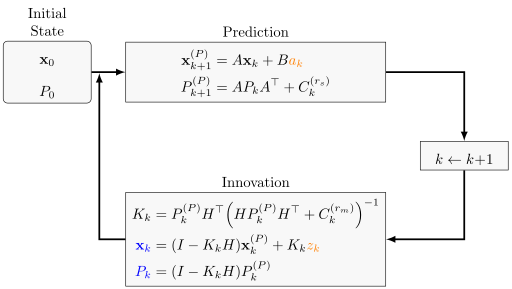 Initial
State
𝐱₀
P₀
Prediction
𝐱_{k+1}^{(P)} = A𝐱_k + Ba_k
P_{k+1}^{(P)} = AP_kA^⊤ + C_k^{(r_s)}
k ← k+1
Innovation
K_k = P_k^{(P)}H^⊤(HP_k^{(P)}H^⊤ + C_k^{(r_m)})^{−1}
𝐱_k = (I − K_kH)𝐱_k^{(P)} + K_kz_k
P_k = (I − K_kH)P_k^{(P)}